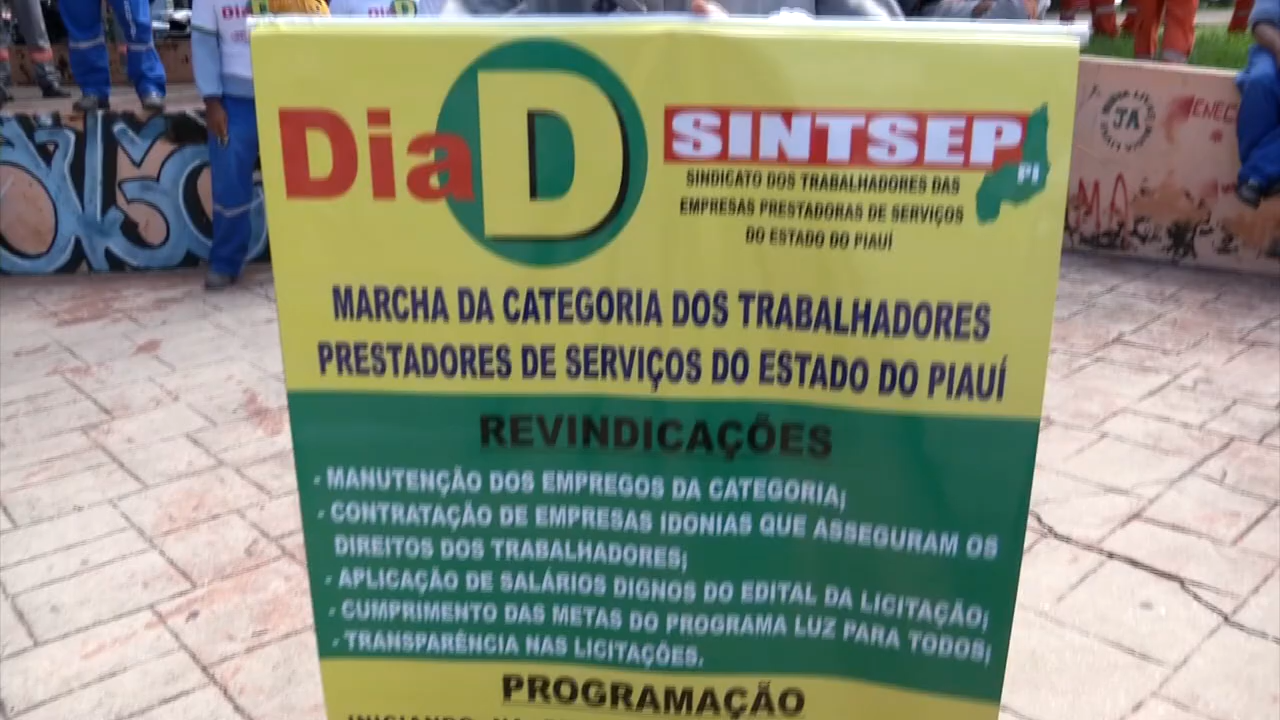 Dia D
SINTSEP
PI
SINDICATO DOS TRABALHADORES DAS
EMPRESAS PRESTADORAS DE SERVIÇOS
DO ESTADO DO PIAUÍ
MARCHA DA CATEGORIA DOS TRABALHADORES
PRESTADORES DE SERVIÇOS DO ESTADO DO PIAUÍ
REVINDICAÇÕES
- MANUTENÇÃO DOS EMPREGOS DA CATEGORIA;
- CONTRATAÇÃO DE EMPRESAS IDONIAS QUE ASSEGURAM OS
DIREITOS DOS TRABALHADORES;
- APLICAÇÃO DE SALÁRIOS DIGNOS DO EDITAL DA LICITAÇÃO;
- CUMPRIMENTO DAS METAS DO PROGRAMA LUZ PARA TODOS;
- TRANSPARÊNCIA NAS LICITAÇÕES.
PROGRAMAÇÃO
JA
ENEC
MA